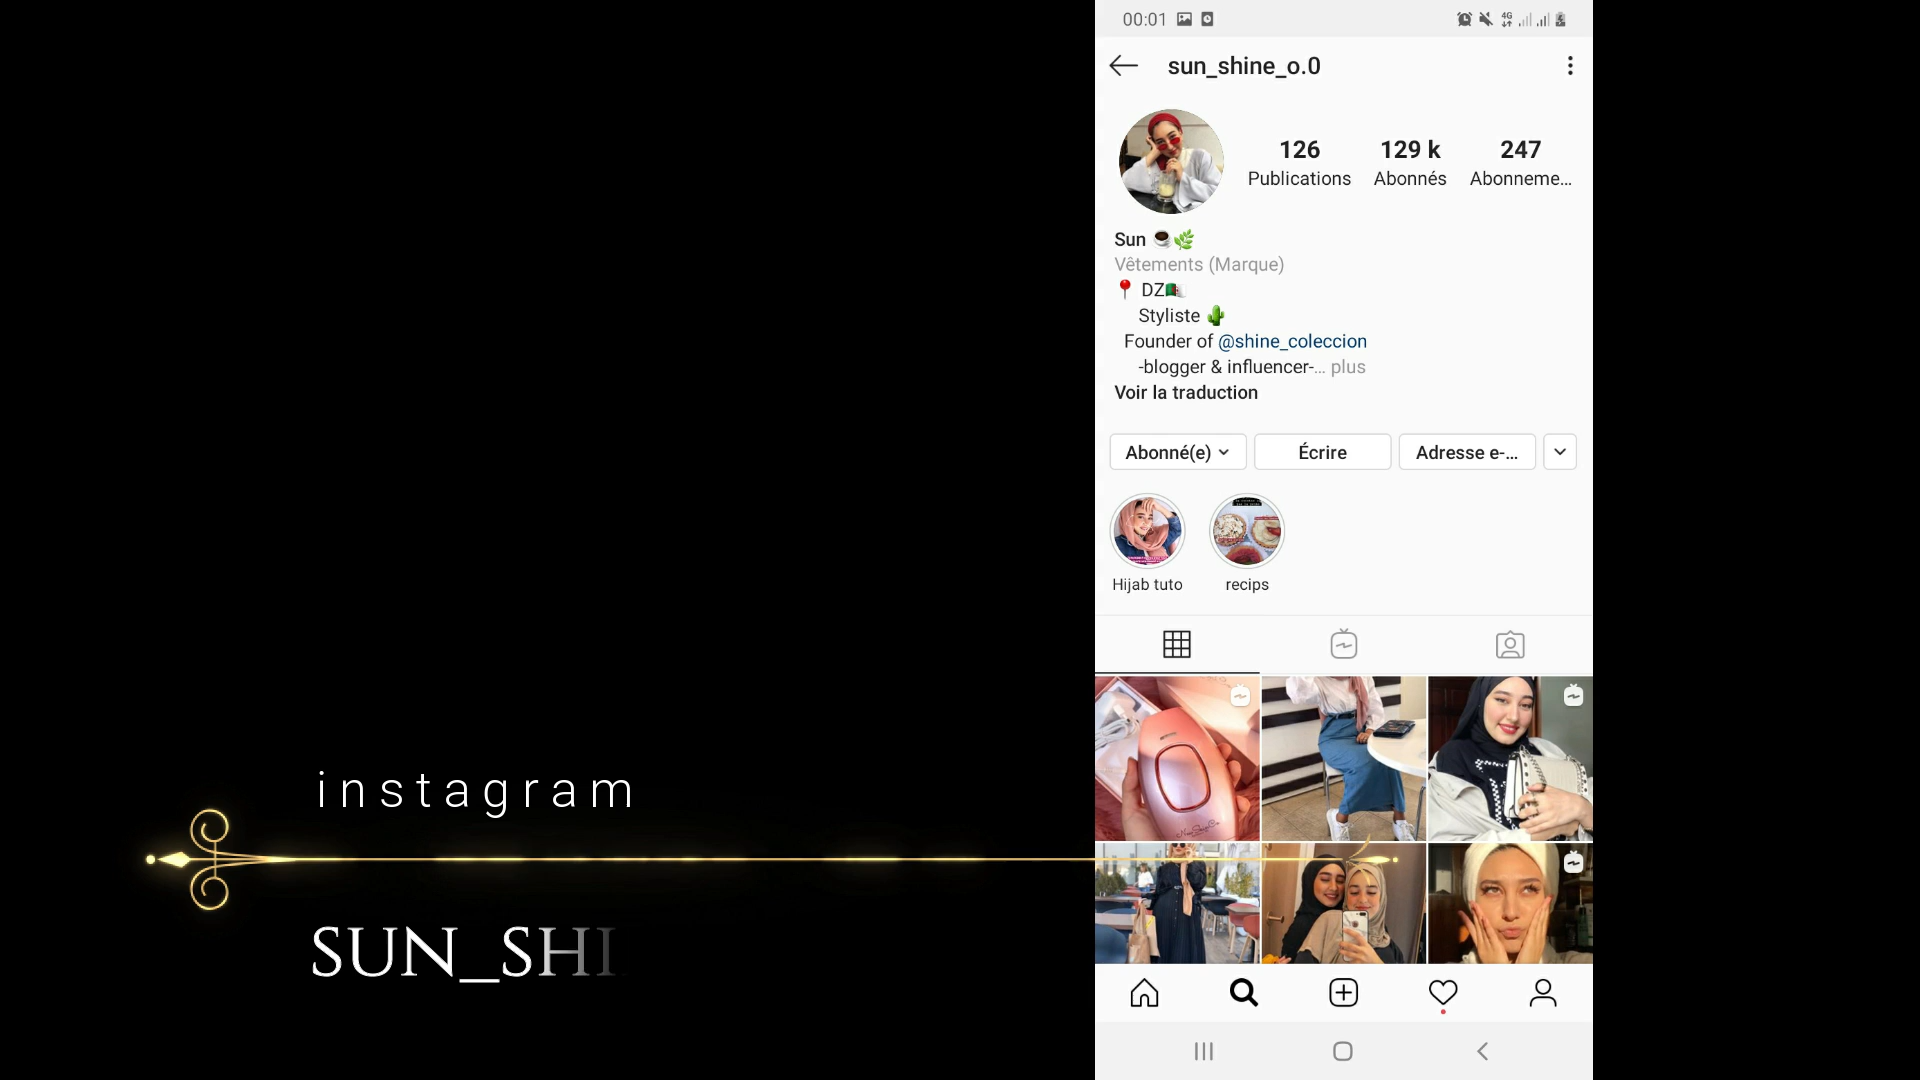 instagram
SUN_SHI
00:01
4G
sun_shine_o.0
126
129 k
247
Publications
Abonnés
Abonneme...
Sun ☕🌿
Vêtements (Marque)
📍 DZ🇩🇿
Styliste 🌵
Founder of @shine_coleccion
-blogger & influencer-... plus
Voir la traduction
Abonné(e)
Écrire
Adresse e-...
Hijab tuto
recips